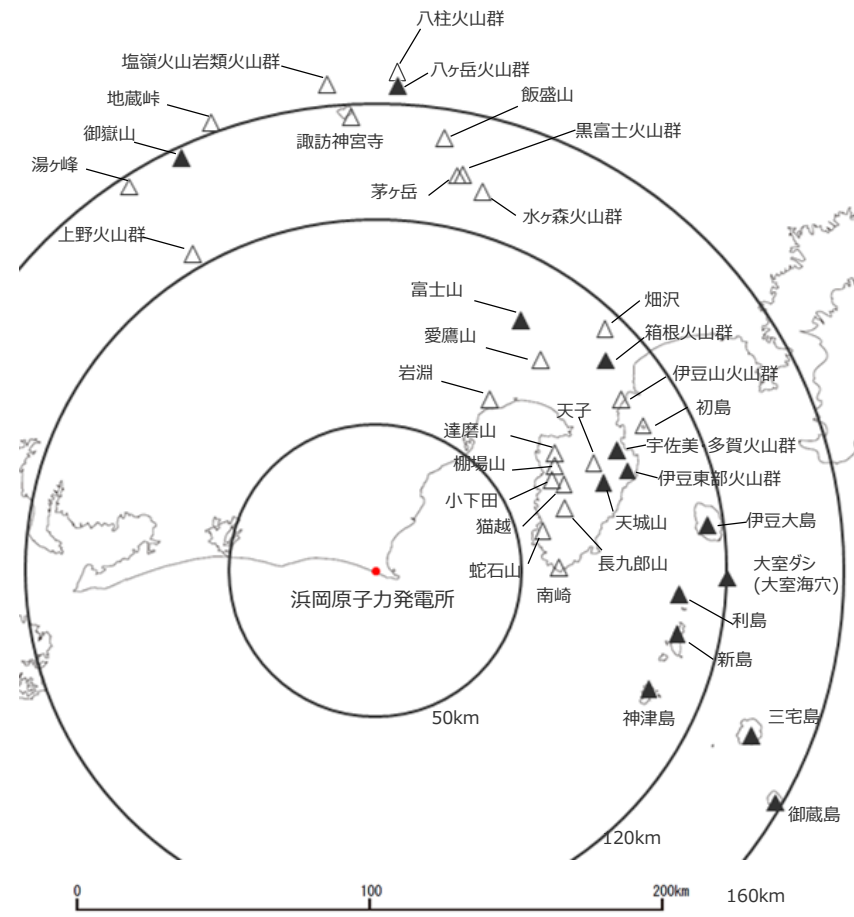 八柱火山群
塩嶺火山岩類火山群
八ヶ岳火山群
地蔵峠
飯盛山
御嶽山
諏訪神宮寺
黒富士火山群
湯ヶ峰
茅ヶ岳
水ヶ森火山群
上野火山群
富士山
畑沢
愛鷹山
箱根火山群
岩淵
伊豆山火山群
天子
初島
達磨山
宇佐美・多賀火山群
棚場山
伊豆東部火山群
小下田
猫越
天城山
伊豆大島
蛇石山
長九郎山
大室ダシ
(大室海穴)
浜岡原子力発電所
南崎
利島
新島
50km
神津島
三宅島
御蔵島
120km
0 100 200km
160km